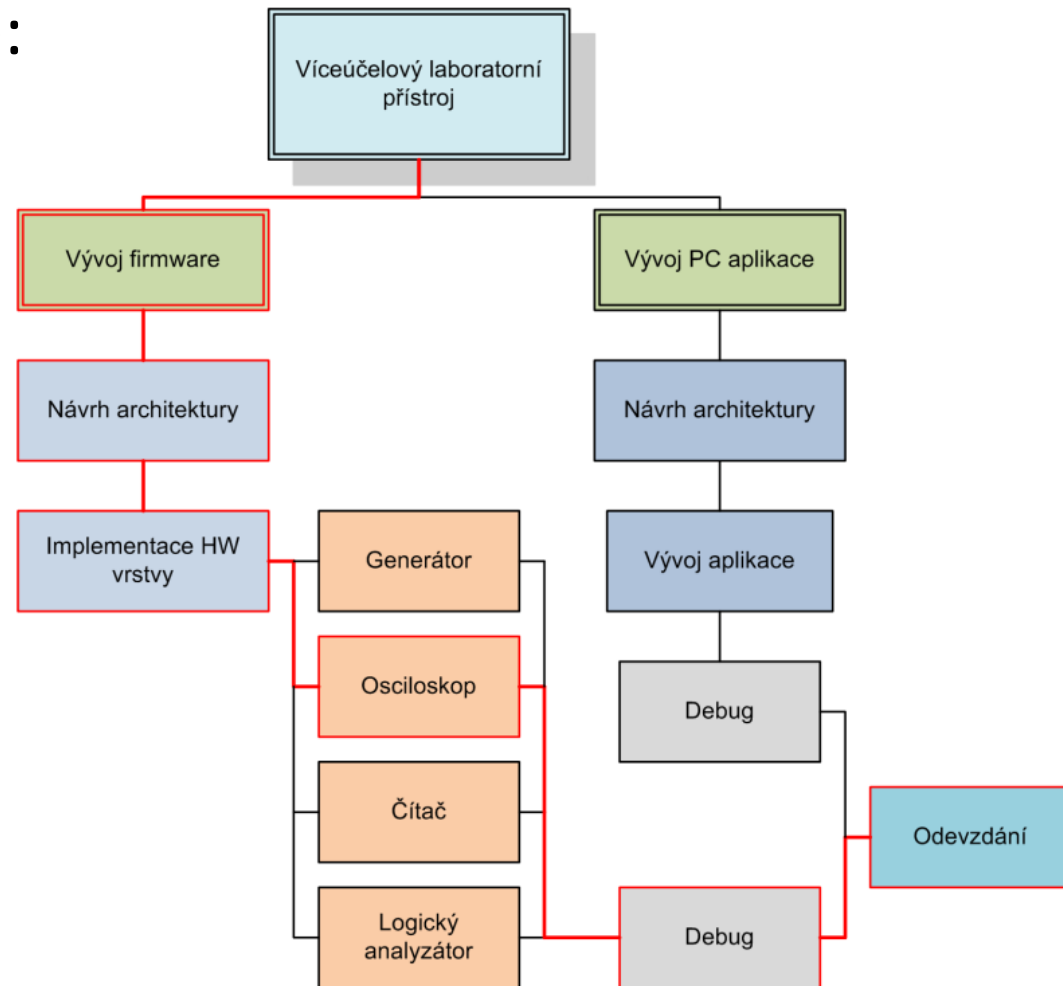 Víceúčelový laboratorní
přístroj
Vývoj firmware
Vývoj PC aplikace
Návrh architektury
Návrh architektury
Implementace HW
vrstvy
Generátor
Vývoj aplikace
Osciloskop
Debug
Čítač
Odevzdání
Logický
analyzátor
Debug